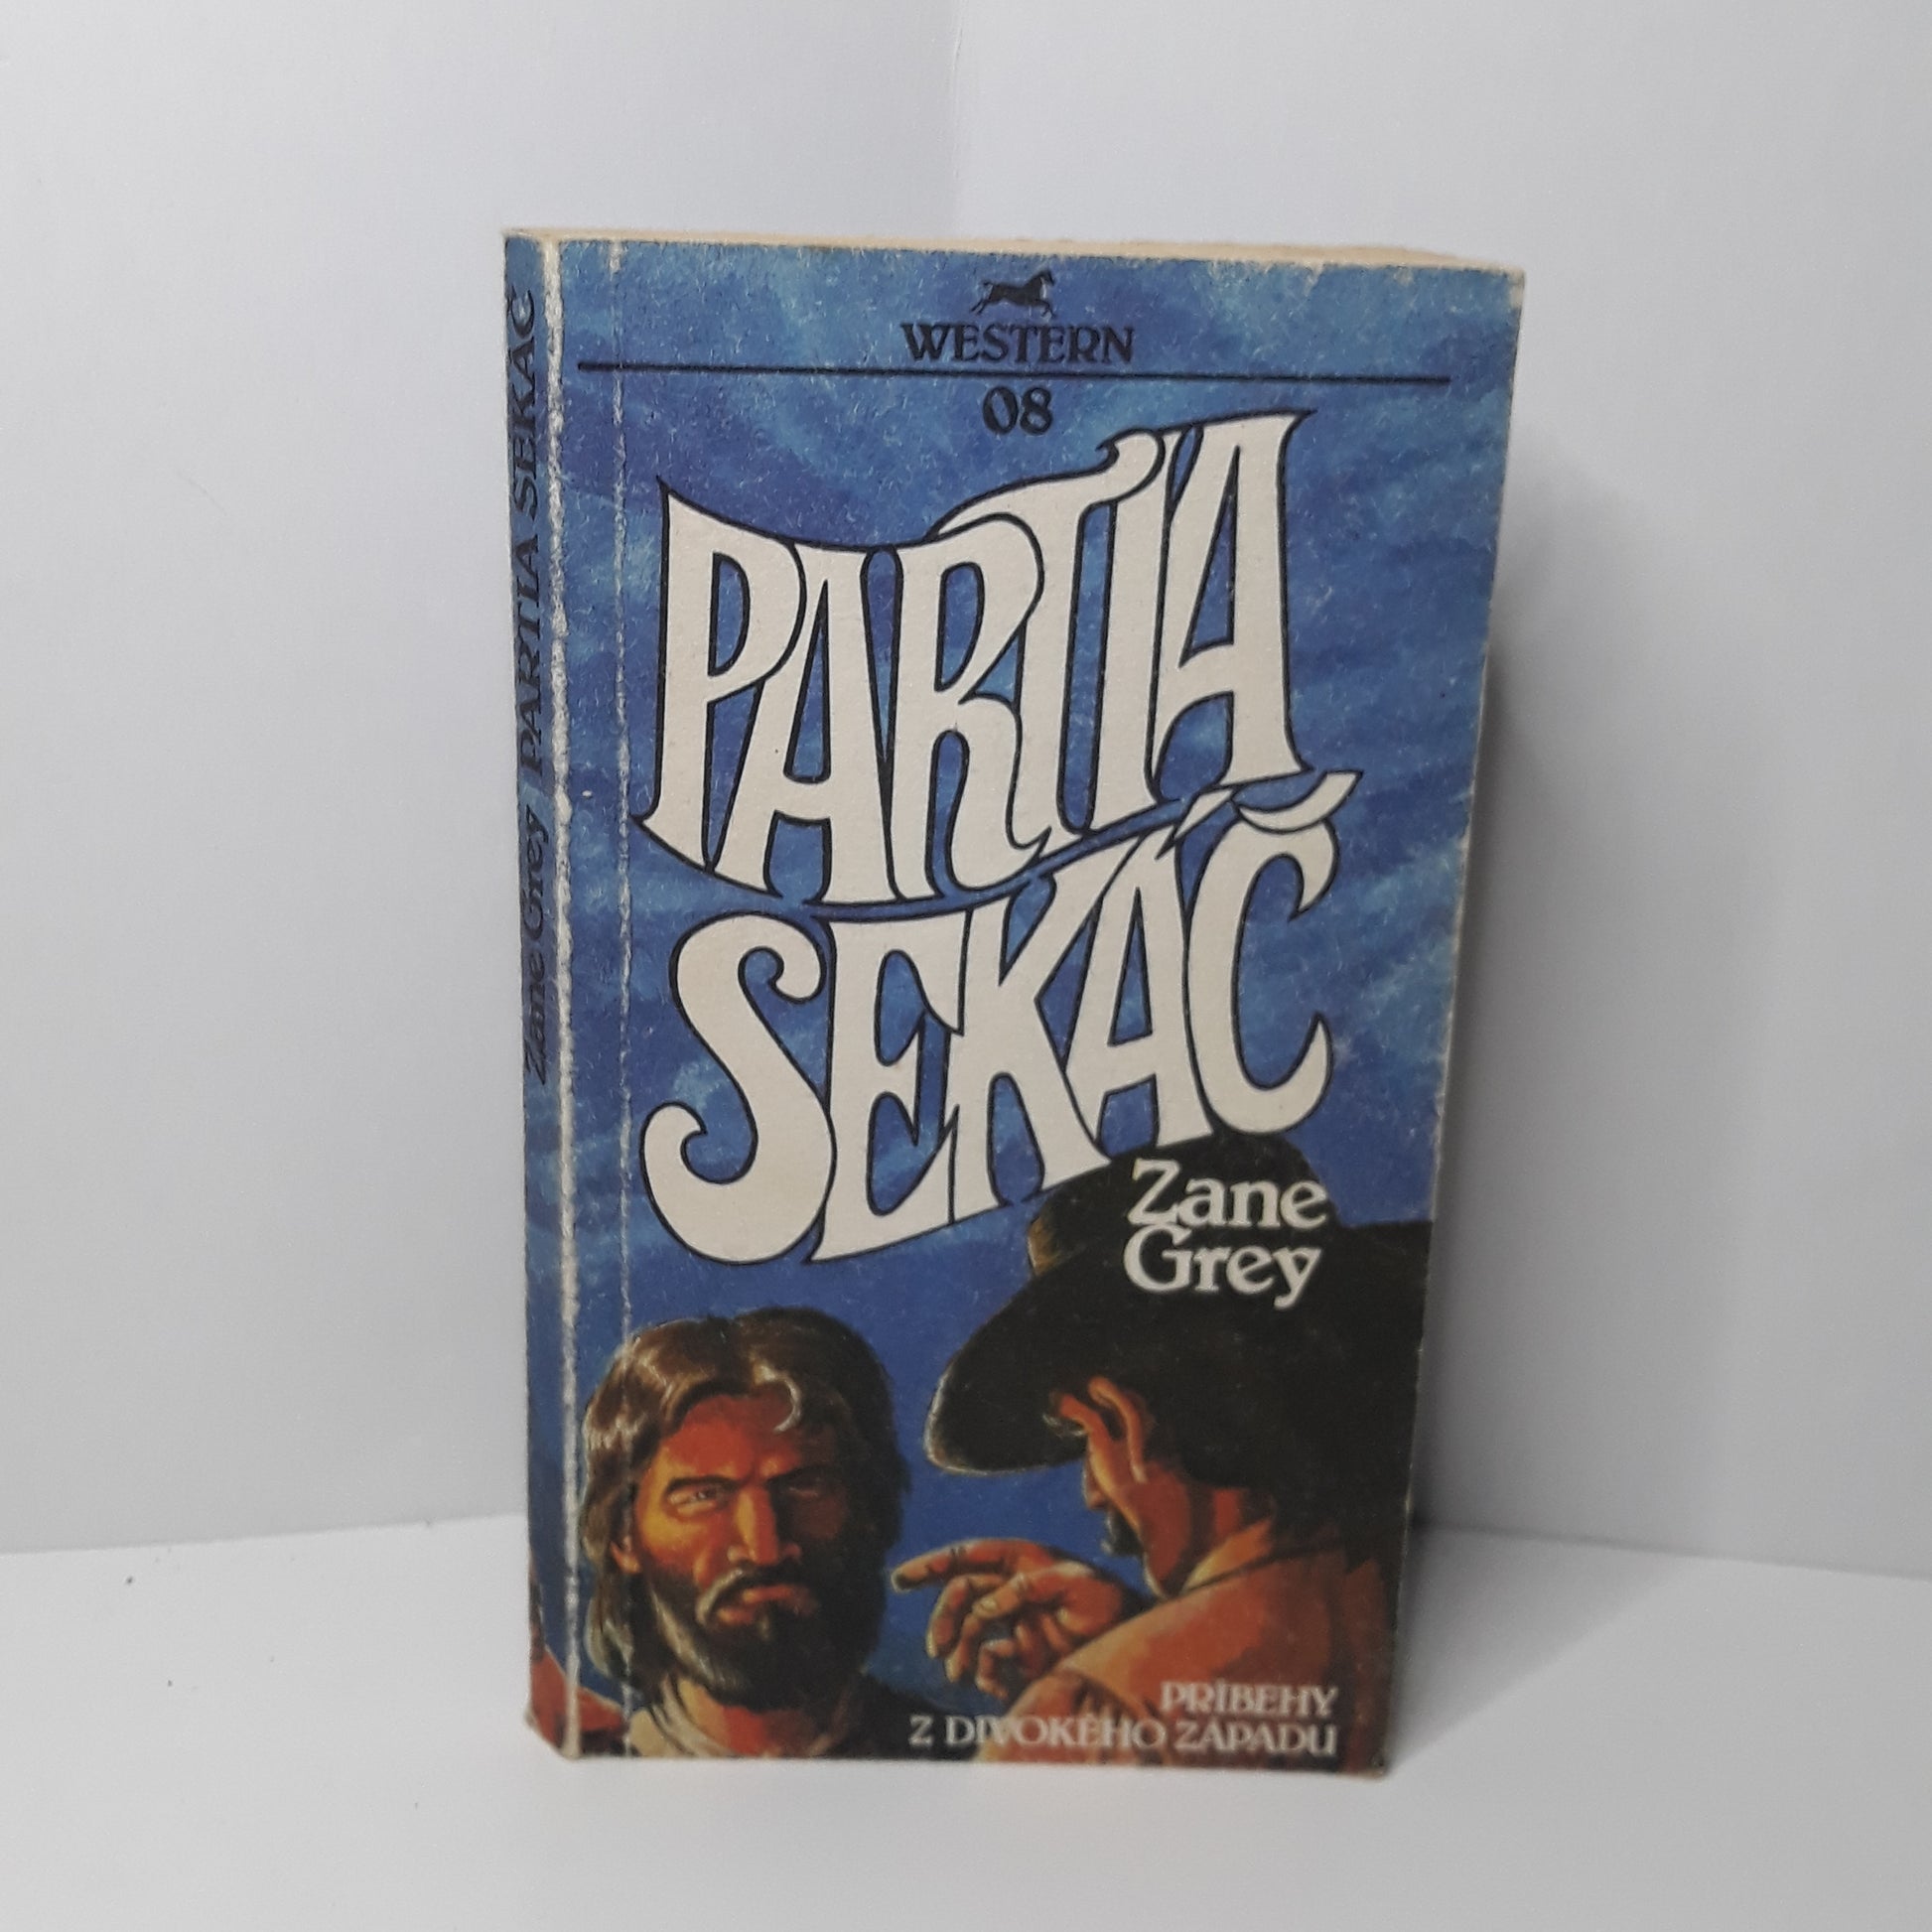 WESTERN
08
PARTIA
SEKÁČ
Zane
Grey
PRÍBEHY
Z DIVOKÉHO ZÁPADU
Zane Grey PARTIA SEKÁČ